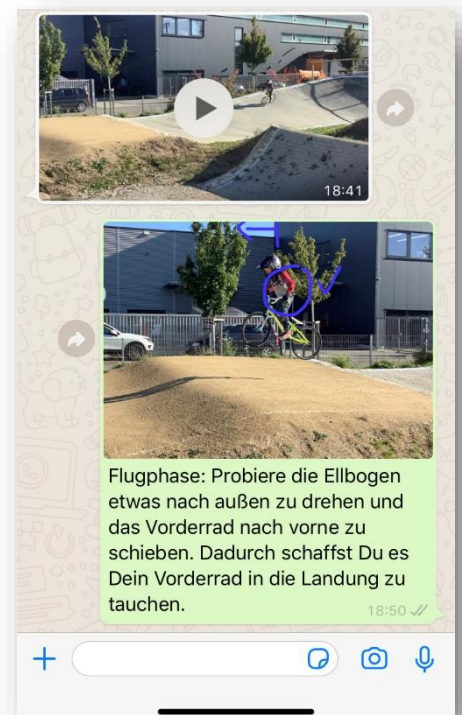 18:41
Flugphase: Probiere die Ellbogen
etwas nach außen zu drehen und
das Vorderrad nach vorne zu
schieben. Dadurch schaffst Du es
Dein Vorderrad in die Landung zu
tauchen.
18:50